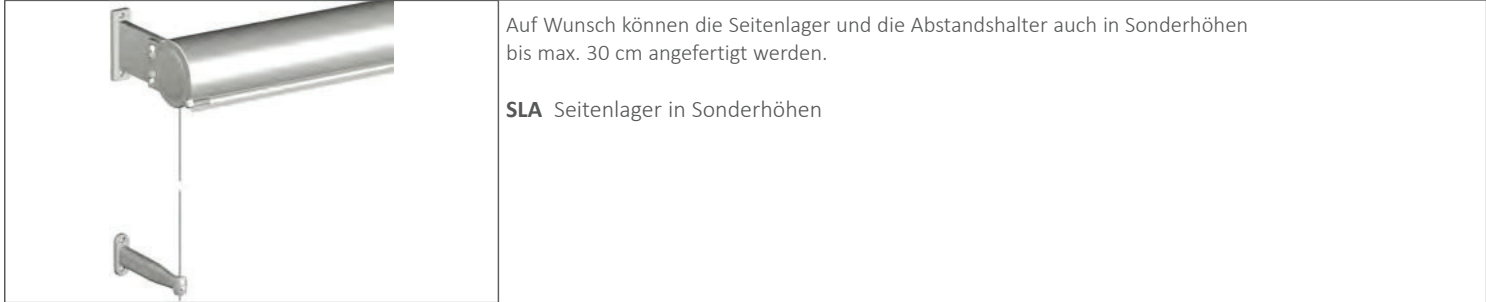 Auf Wunsch können die Seitenlager und die Abstandshalter auch in Sonderhöhen
bis max. 30 cm angefertigt werden.
SLA Seitenlager in Sonderhöhen